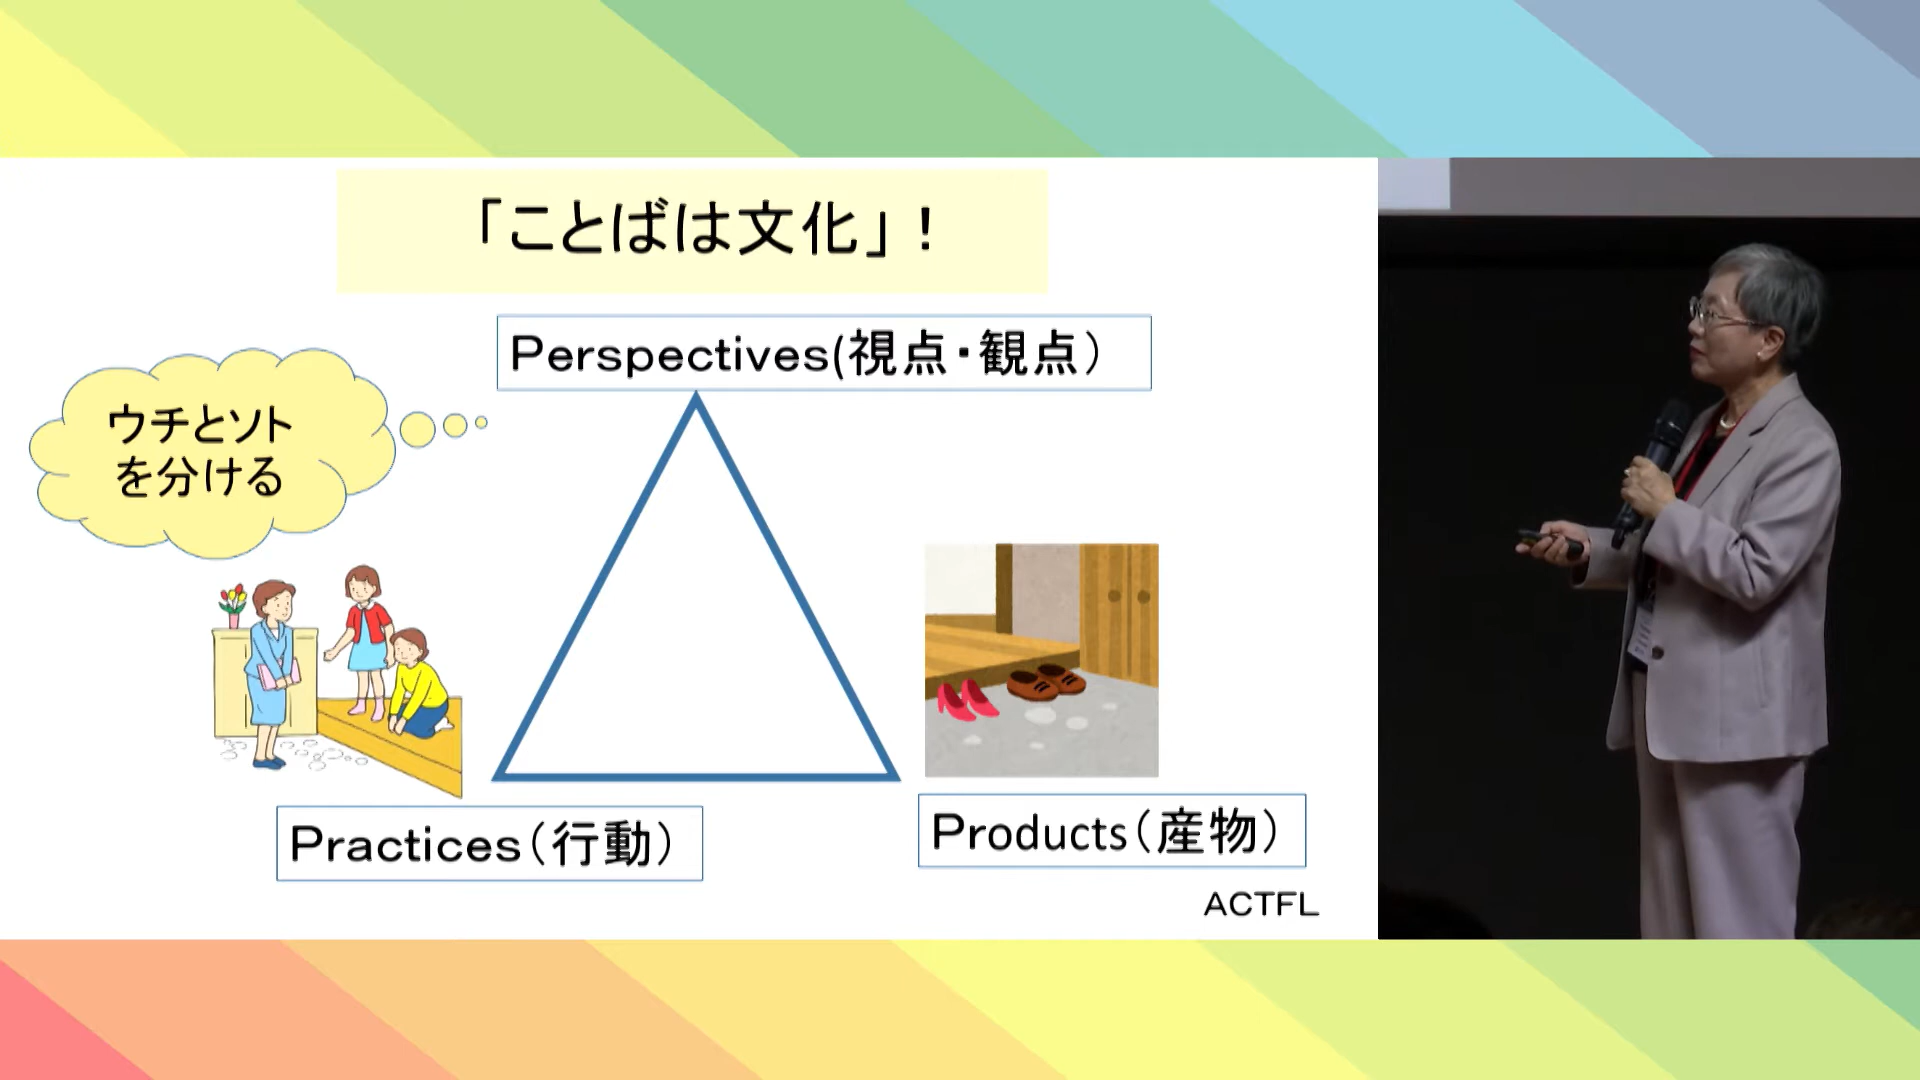 「ことばは文化」！
Perspectives(視点・観点）
ウチとソト
を分ける
Practices（行動）
Products（産物）
ACTFL